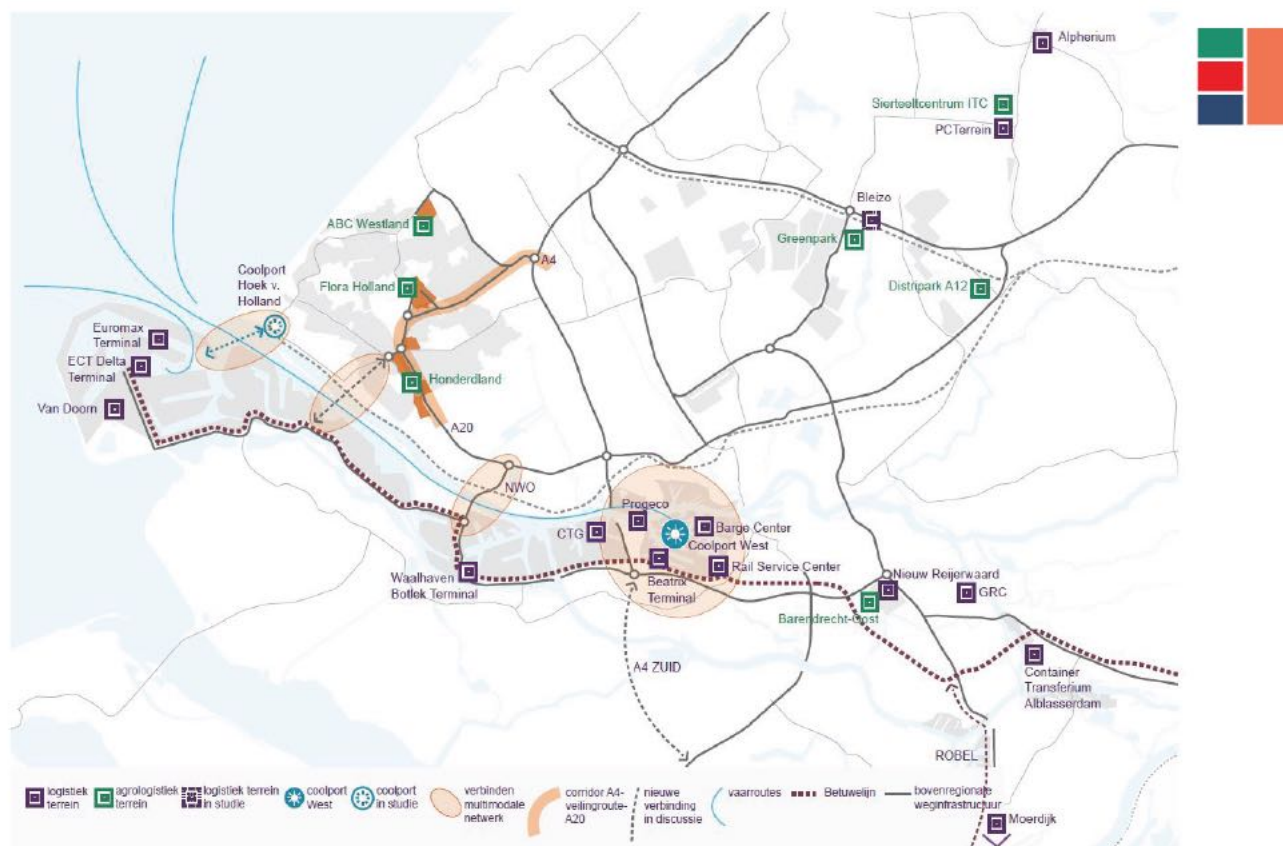 Alpherium
Sierteeltcentrum ITC
PCTerrein
Bleizo
ABC Westland
Greenpark
A4
Coolport
Hoek v.
Holland
Flora Holland
Distripark A12
Euromax
Terminal
ECT Delta
Terminal
Honderdland
Van Doorn
A20
NWO
Progeco
CTG
Barge Center
Coolport West
Rail Service Center
Waalhaven
Botlek Terminal
Beatrix
Terminal
Nieuw Reijerwaard
GRC
Barendrecht-Oost
A4 ZUID
Container
Transferium
Alblasserdam
ROBEL
logistiek
terrein
agrologistiek
terrein
logistiek terrein
in studie
coolport
West
coolport
in studie
verbinden
multimodale
netwerk
corridor A4-
veilingroute-
A20
nieuwe
verbinding
in discussie
vaarroutes
Betuwelijn
bovenregionale
weginfrastructuur
Moerdijk